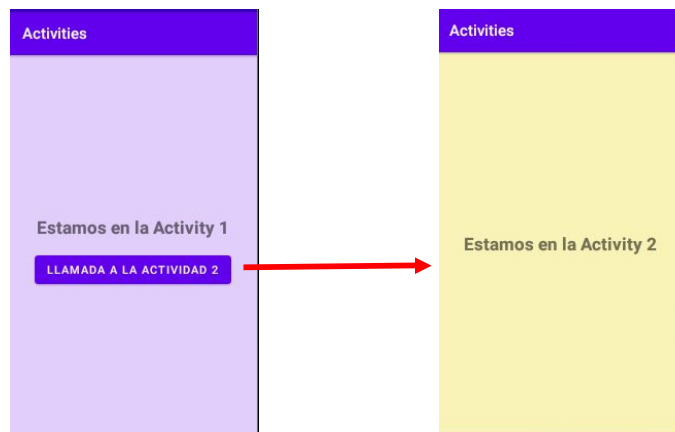 Activities
Estamos en la Activity 1
LLAMADA A LA ACTIVIDAD 2
Activities
Estamos en la Activity 2